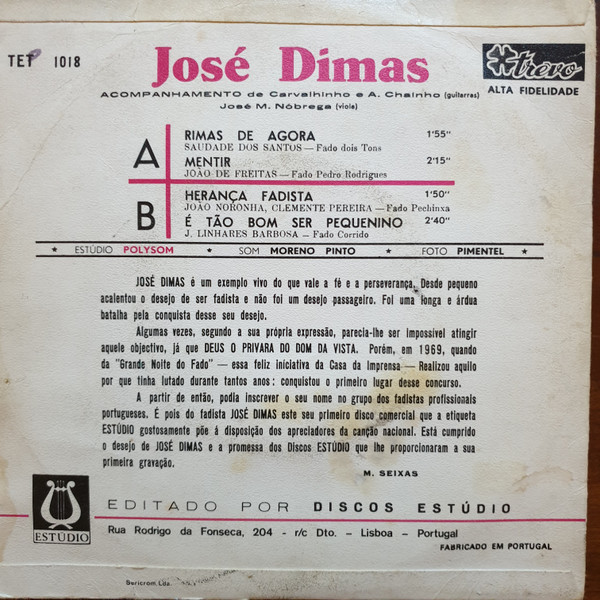 TET 1018
José Dimas
trevo
ALTA FIDELIDADE
ACOMPANHAMENTO de Carvalhinho e A. Chainho (guitarras)
José M. Nóbrega (viola)
A
RIMAS DE AGORA 1'55"
SAUDADE DOS SANTOS — Fado dois Tons
MENTIR 2'15"
JOÃO DE FREITAS — Fado Pedro Rodrigues
B
HERANÇA FADISTA 1'50"
JOÃO NORONHA, CLEMENTE PEREIRA — Fado Pechinxa
É TÃO BOM SER PEQUENINO 2'40"
J. LINHARES BARBOSA — Fado Corrido
★ ESTÚDIO POLYSOM ★ SOM MORENO PINTO ★ FOTO PIMENTEL ★
JOSÉ DIMAS é um exemplo vivo do que vale a fé e a perseverança. Desde pequeno
acalentou o desejo de ser fadista e não foi um desejo passageiro. Foi uma longa e árdua
batalha pela conquista desse seu desejo.
Algumas vezes, segundo a sua própria expressão, parecia-lhe ser impossível atingir
aquele objectivo, já que DEUS O PRIVARA DO DOM DA VISTA. Porém, em 1969, quando
da "Grande Noite do Fado" — essa feliz iniciativa da Casa da Imprensa — Realizou aquilo
por que tinha lutado durante tantos anos: conquistou o primeiro lugar desse concurso.
A partir de então, podia inscrever o seu nome no grupo dos fadistas profissionais
portugueses. É pois do fadista JOSÉ DIMAS este seu primeiro disco comercial que a etiqueta
ESTÚDIO gostosamente põe á disposição dos apreciadores da canção nacional. Está cumprido
o desejo de JOSÉ DIMAS e a promessa dos Discos ESTÚDIO que lhe proporcionaram a sua
primeira gravação.
M. SEIXAS
ESTÚDIO
EDITADO POR DISCOS ESTÚDIO
Rua Rodrigo da Fonseca, 204 - r/c Dto. — Lisboa — Portugal
FABRICADO EM PORTUGAL
Sericrom Lda.